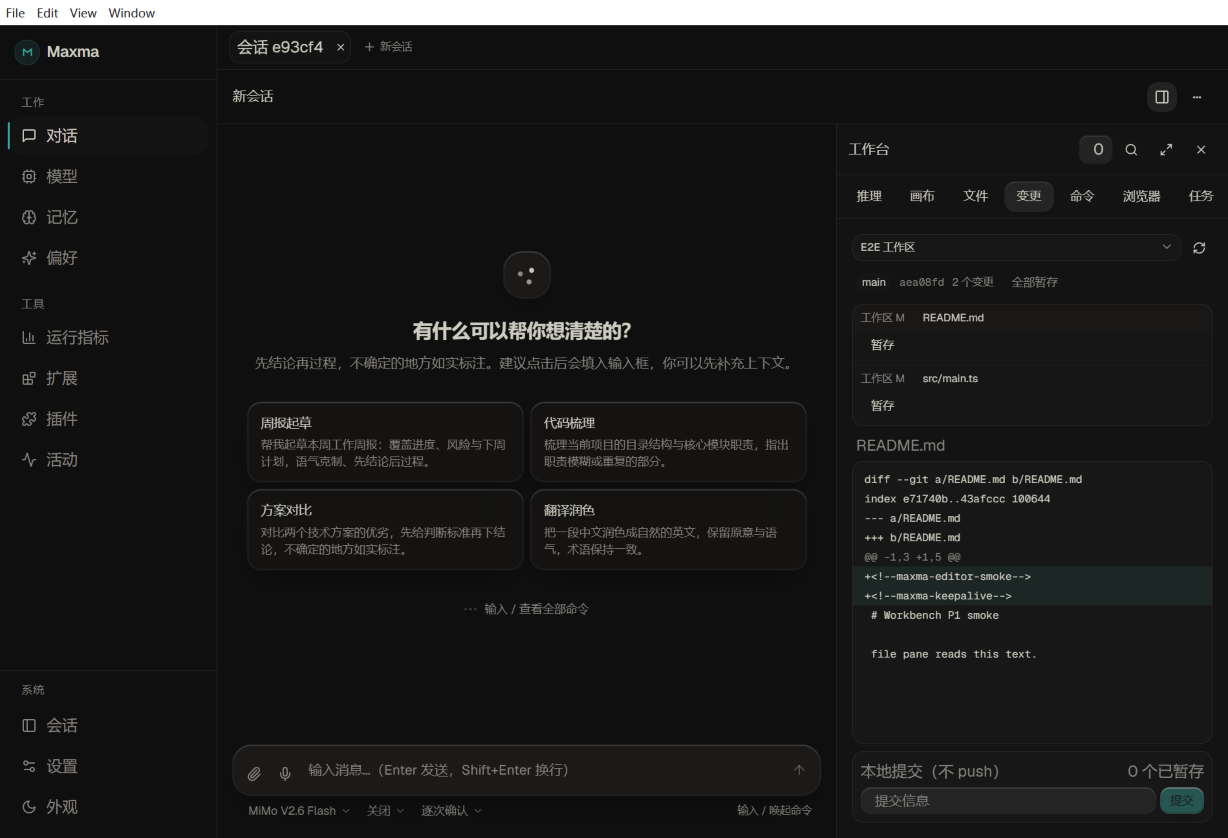 File Edit View Window
Maxma
工作
对话
模型
记忆
偏好
工具
运行指标
扩展
插件
活动
系统
会话
设置
外观
会话 e93cf4 × + 新会话
新会话
有什么可以帮你想清楚的?
先结论再过程，不确定的地方如实标注。建议点击后会填入输入框，你可以先补充上下文。
周报起草
帮我起草本周工作周报：覆盖进度、风险与下周
计划，语气克制、先结论后过程。
代码梳理
梳理当前项目的目录结构与核心模块职责，指出
职责模糊或重复的部分。
方案对比
对比两个技术方案的优劣，先给判断标准再下结
论，不确定的地方如实标注。
翻译润色
把一段中文润色成自然的英文，保留原意与语
气，术语保持一致。
··· 输入 / 查看全部命令
输入消息…（Enter 发送，Shift+Enter 换行）
MiMo V2.6 Flash 关闭 逐次确认 输入 / 唤起命令
工作台 0
推理 画布 文件 变更 命令 浏览器 任务
E2E 工作区
main aea08fd 2 个变更 全部暂存
工作区 M README.md
暂存
工作区 M src/main.ts
暂存
README.md
diff --git a/README.md b/README.md
index e71740b..43afccc 100644
--- a/README.md
+++ b/README.md
@@ -1,3 +1,5 @@
+<!--maxma-editor-smoke-->
+<!--maxma-keepalive-->
# Workbench P1 smoke
file pane reads this text.
本地提交（不 push） 0 个已暂存
提交信息 提交